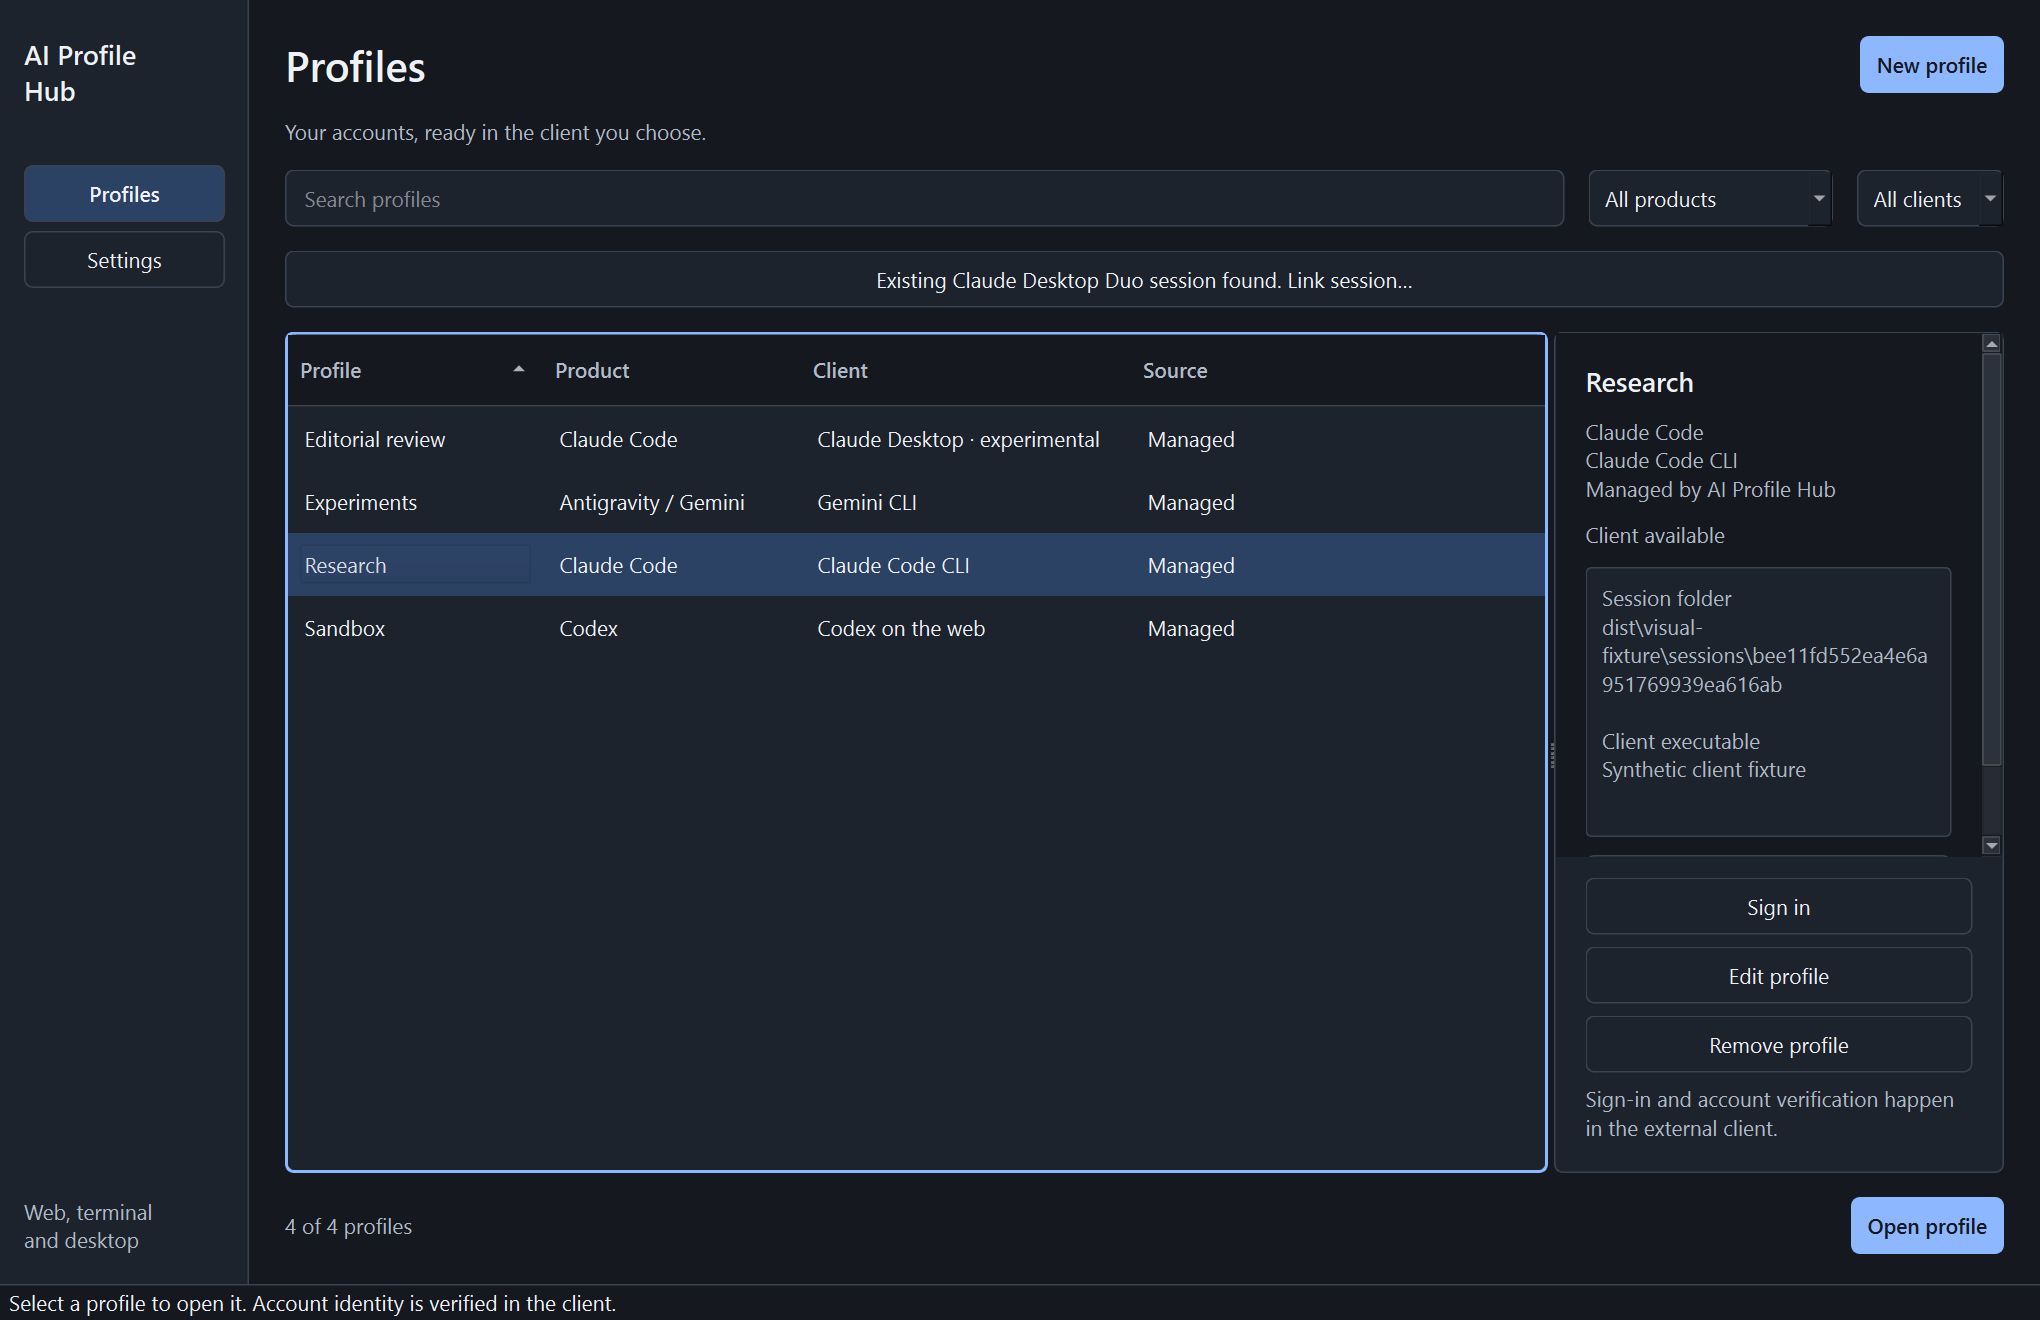 AI Profile
Hub
Profiles
Settings
Web, terminal
and desktop
Profiles
New profile
Your accounts, ready in the client you choose.
Search profiles
All products
All clients
Existing Claude Desktop Duo session found. Link session...
Profile Product Client Source
Editorial review Claude Code Claude Desktop · experimental Managed
Experiments Antigravity / Gemini Gemini CLI Managed
Research Claude Code Claude Code CLI Managed
Sandbox Codex Codex on the web Managed
Research
Claude Code
Claude Code CLI
Managed by AI Profile Hub
Client available
Session folder
dist\visual-
fixture\sessions\bee11fd552ea4e6a
951769939ea616ab
Client executable
Synthetic client fixture
Sign in
Edit profile
Remove profile
Sign-in and account verification happen
in the external client.
4 of 4 profiles
Open profile
Select a profile to open it. Account identity is verified in the client.